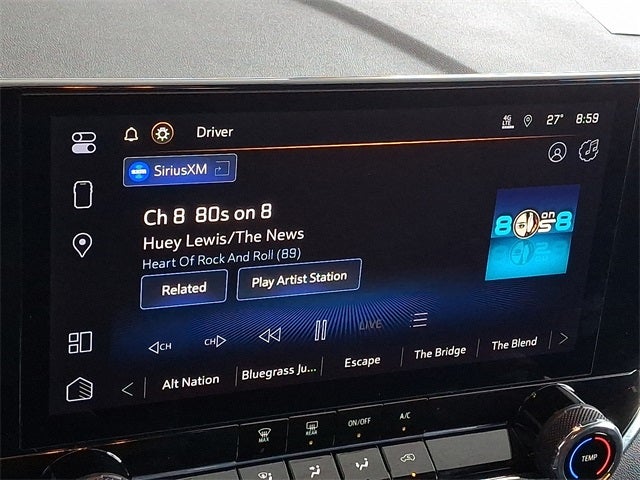 Driver
4G LTE 27° 8:59
SiriusXM
Ch 8 80s on 8
Huey Lewis/The News
Heart Of Rock And Roll (89)
Related
Play Artist Station
80s on 8
CH
CH
LIVE
Alt Nation
Bluegrass Ju...
Escape
The Bridge
The Blend
MAX
REAR
ON/OFF
A/C
TEMP